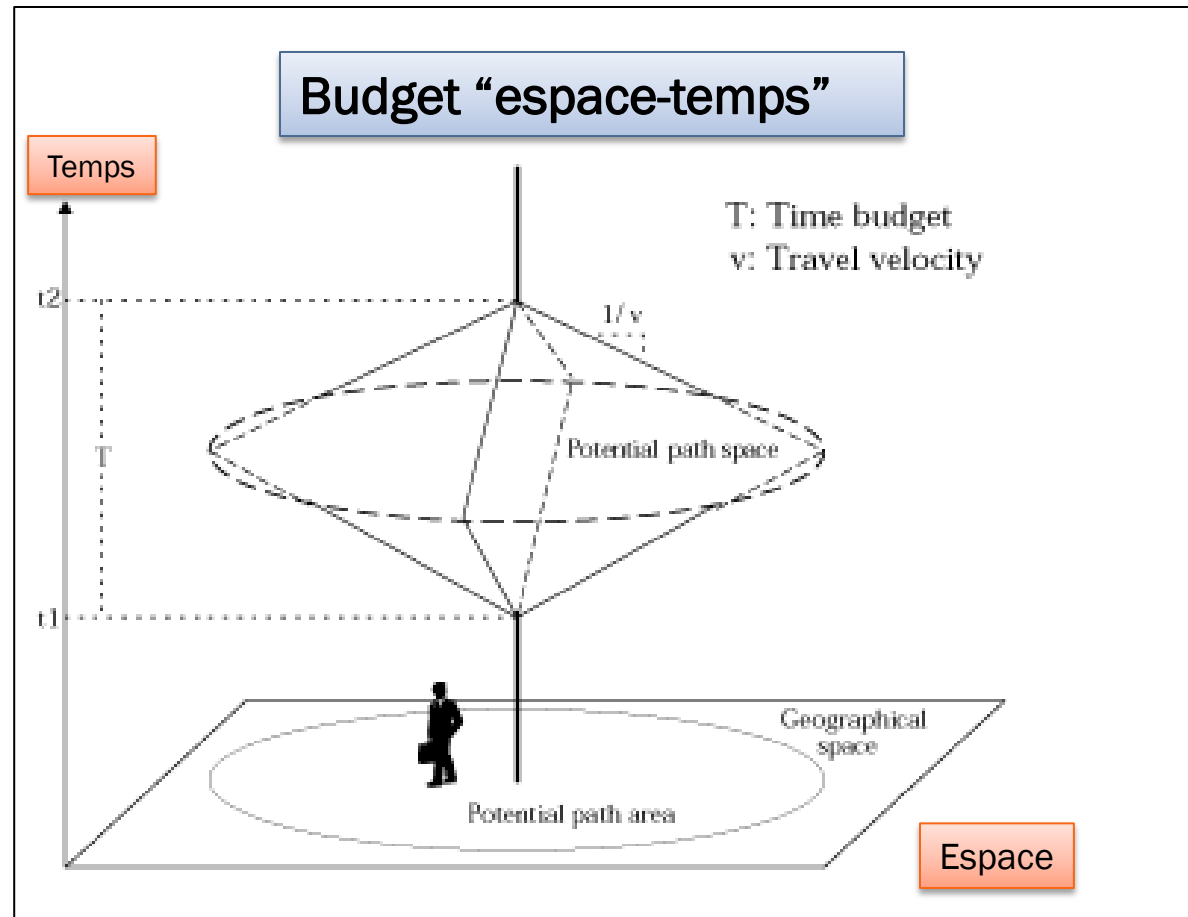 Budget “espace-temps”
Temps
T: Time budget
v: Travel velocity
t2
1/ v
T
Potential path space
t1
Geographical
space
Potential path area
Espace